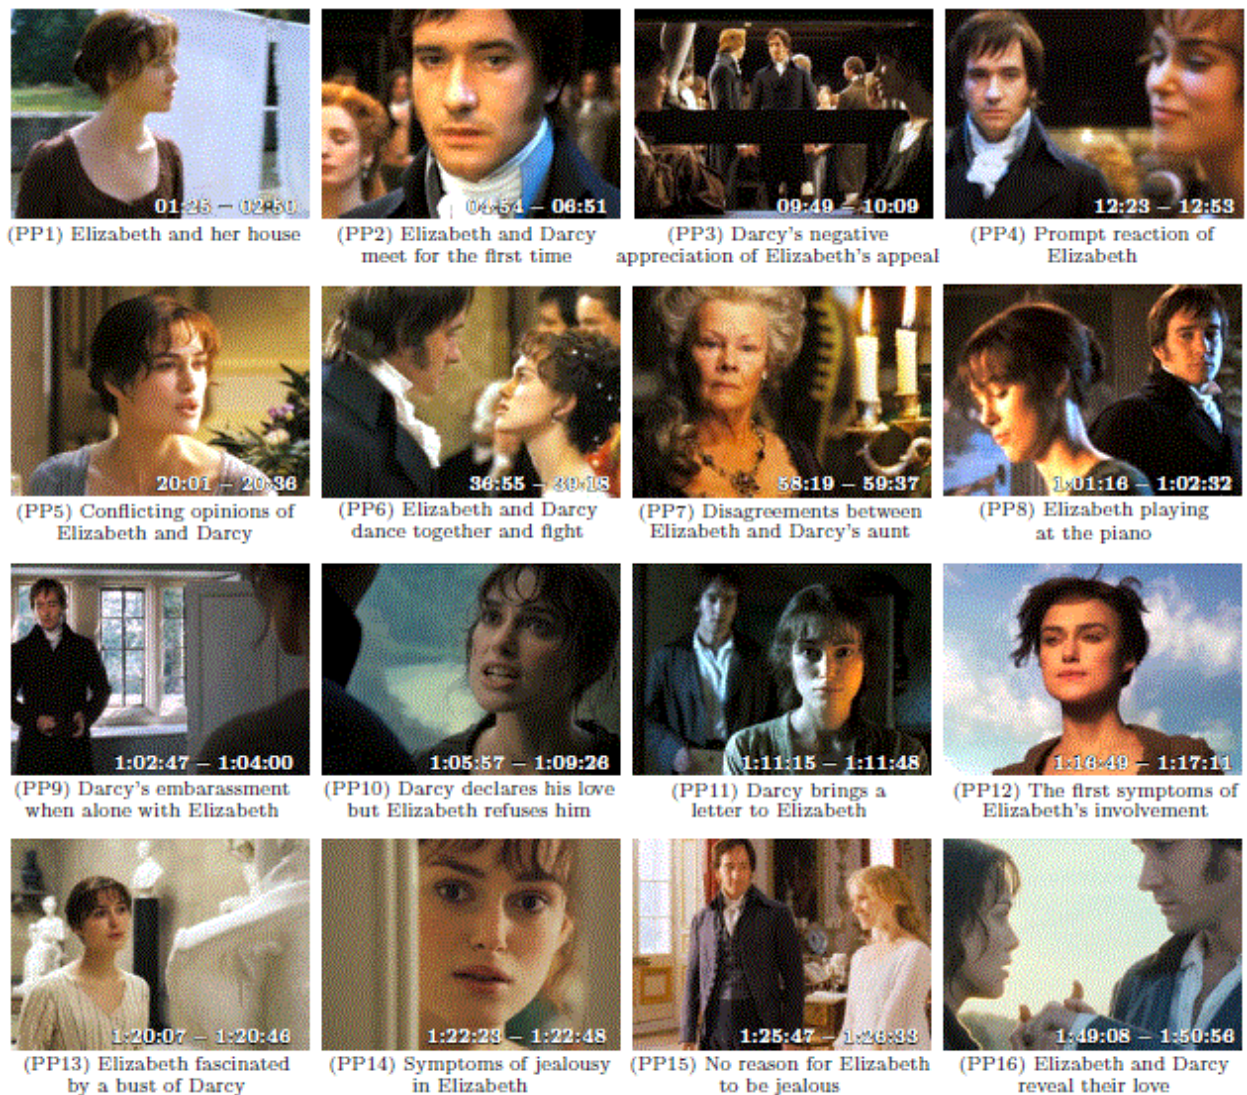 01:25 – 02:50
04:54 – 06:51
09:49 – 10:09
12:23 – 12:53
(PP1) Elizabeth and her house
(PP2) Elizabeth and Darcy
meet for the first time
(PP3) Darcy's negative
appreciation of Elizabeth's appeal
(PP4) Prompt reaction of
Elizabeth
20:01 – 20:36
36:55 –
58:19 – 59:37
1:01:16 – 1:02:32
(PP5) Conflicting opinions of
Elizabeth and Darcy
(PP6) Elizabeth and Darcy
dance together and fight
(PP7) Disagreements between
Elizabeth and Darcy's aunt
(PP8) Elizabeth playing
at the piano
1:02:47 – 1:04:00
1:05:57 – 1:09:26
1:11:15 – 1:11:48
1:16:49 – 1:17:11
(PP9) Darcy's embarassment
when alone with Elizabeth
(PP10) Darcy declares his love
but Elizabeth refuses him
(PP11) Darcy brings a
letter to Elizabeth
(PP12) The first symptoms of
Elizabeth's involvement
1:20:07 – 1:20:46
1:22:23 – 1:22:48
1:25:47 – 1:26:33
1:49:08 – 1:50:56
(PP13) Elizabeth fascinated
by a bust of Darcy
(PP14) Symptoms of jealousy
in Elizabeth
(PP15) No reason for Elizabeth
to be jealous
(PP16) Elizabeth and Darcy
reveal their love